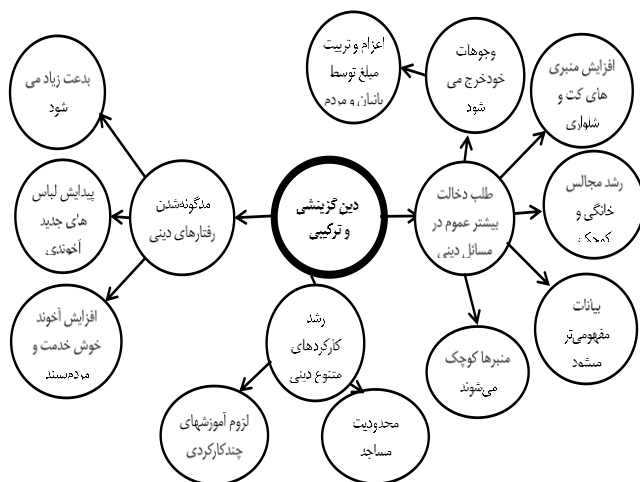 اعزام و تربیت
مبلغ توسط
بانیان و مردم
وجوهات
خودخرج می
شود
افزایش منبری
های کت و
شلواری
رشد مجالس
خانگی و
کوچک
بیانات
مفهومی‌تر
میشود
منبرها کوچک
می‌شوند
طلب دخالت
بیشتر عموم در
مسائل دینی
دین گزینشی
و ترکیبی
مدگونه‌شدن
رفتارهای دینی
بدعت زیاد می
شود
پیدایش لباس
های جدید
آخوندی
افزایش آخوند
خوش خدمت و
مردم‌پسند
رشد
کارکردهای
متنوع دینی
لزوم آموزشهای
چندکارکردی
محدودیت
مساجد